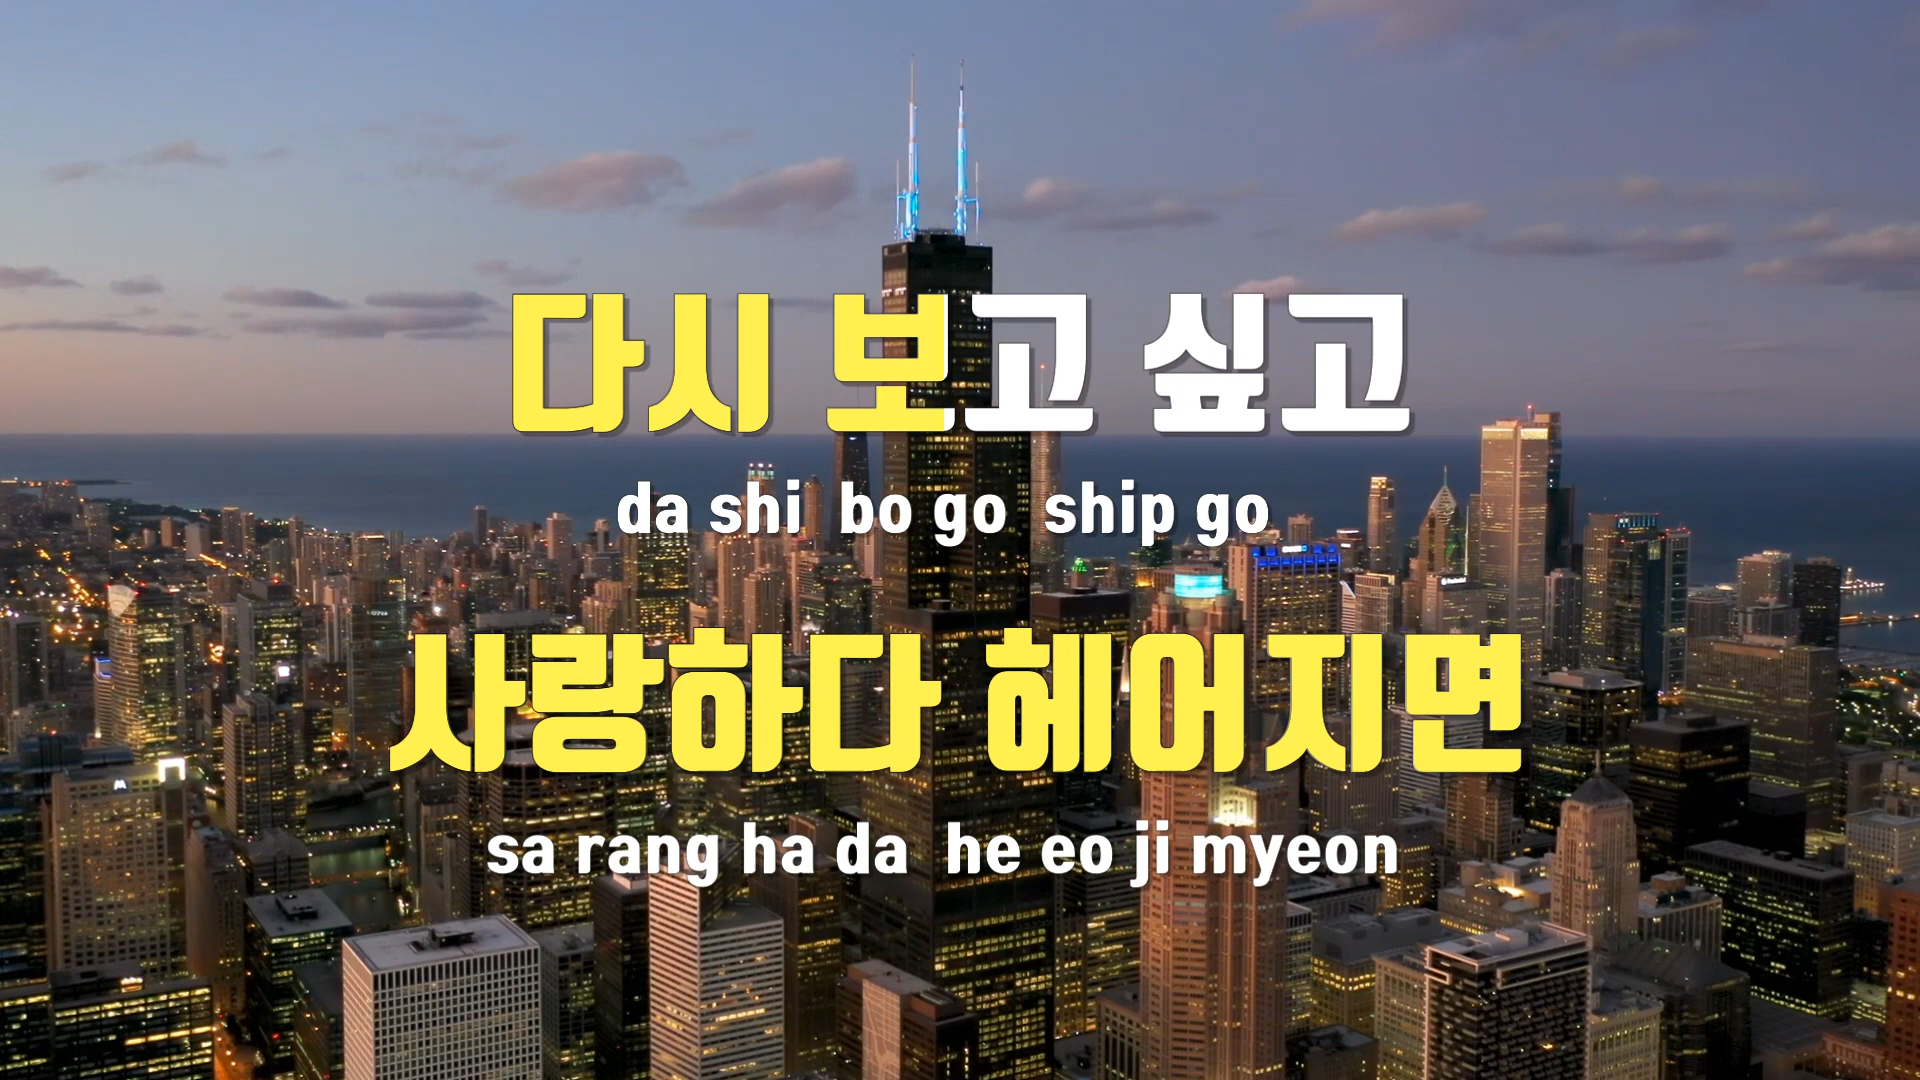 다시 보고 싶고
da shi bo go ship go
사랑하다 헤어지면
sa rang ha da he eo ji myeon